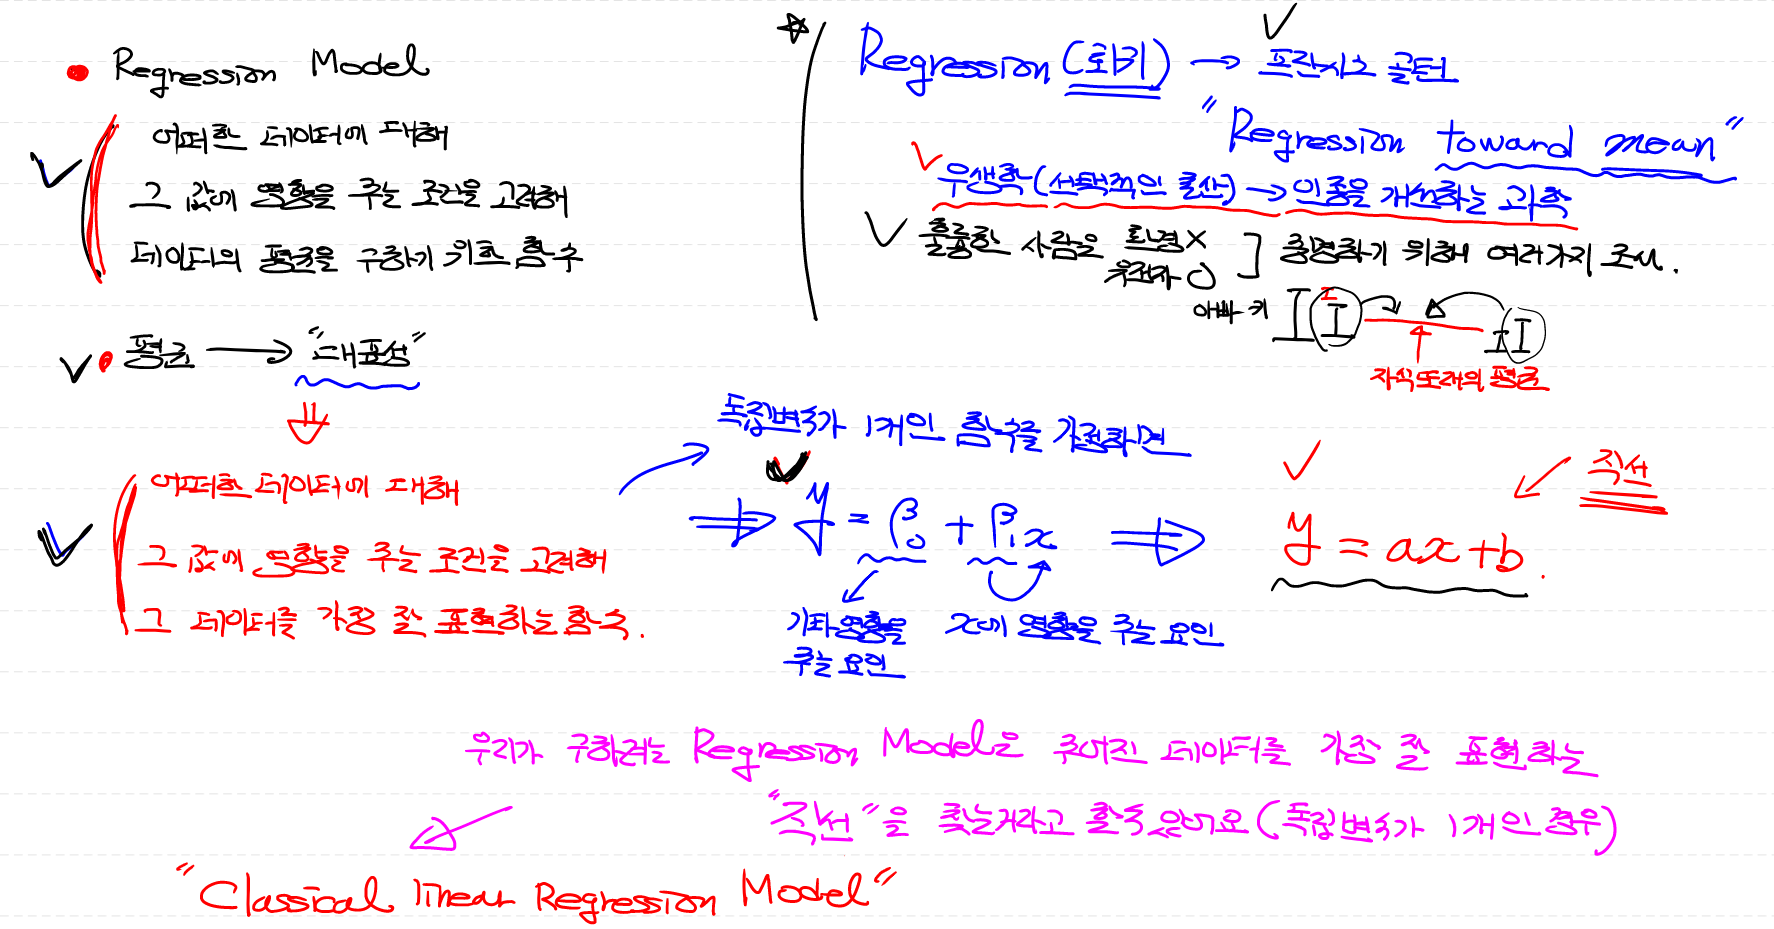 Regression Model
어떠한 데이터에 대해
그 값에 영향을 주는 조건을 고려해
데이터의 평균을 구하기 위한 함수
평균 → "대표성"
어떠한 데이터에 대해
그 값에 영향을 주는 조건을 고려해
그 데이터를 가장 잘 표현하는 함수.
Regression (회귀) → 프란시스 골턴
"Regression toward mean"
우생학(선택적인 출산) → 인종을 개선하는 과학
훌륭한 사람은 환경 X
유전자 O
] 증명하기 위해 여러가지 조사.
아빠 키
자식또래의 평균
독립변수가 1개인 함수를 가정하면
⇒ y = β₀ + β₁x ⇒ y = ax + b.
직선
기타영향을
주는 요인
x에 영향을 주는 요인
우리가 구하려는 Regression Model은 주어진 데이터를 가장 잘 표현하는
"직선"을 찾는거라고 할 수 있어요 (독립변수가 1개인 경우)
"Classical linear Regression Model"